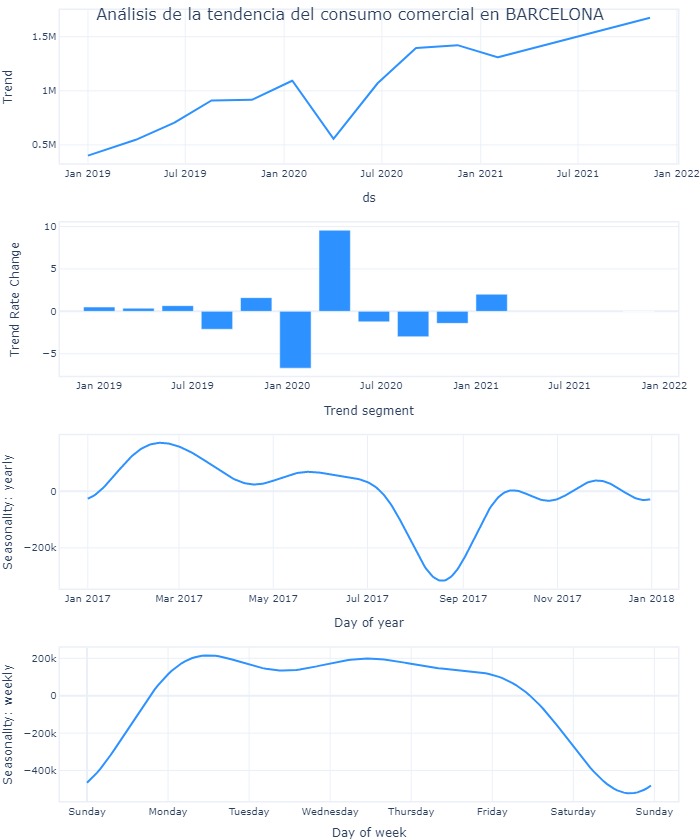 Análisis de la tendencia del consumo comercial en BARCELONA
1.5M
1M
0.5M
Trend
Jan 2019 Jul 2019 Jan 2020 Jul 2020 Jan 2021 Jul 2021 Jan 2022
ds
10
5
0
−5
Trend Rate Change
Jan 2019 Jul 2019 Jan 2020 Jul 2020 Jan 2021 Jul 2021 Jan 2022
Trend segment
0
−200k
Seasonality: yearly
Jan 2017 Mar 2017 May 2017 Jul 2017 Sep 2017 Nov 2017 Jan 2018
Day of year
200k
0
−200k
−400k
Seasonality: weekly
Sunday Monday Tuesday Wednesday Thursday Friday Saturday Sunday
Day of week